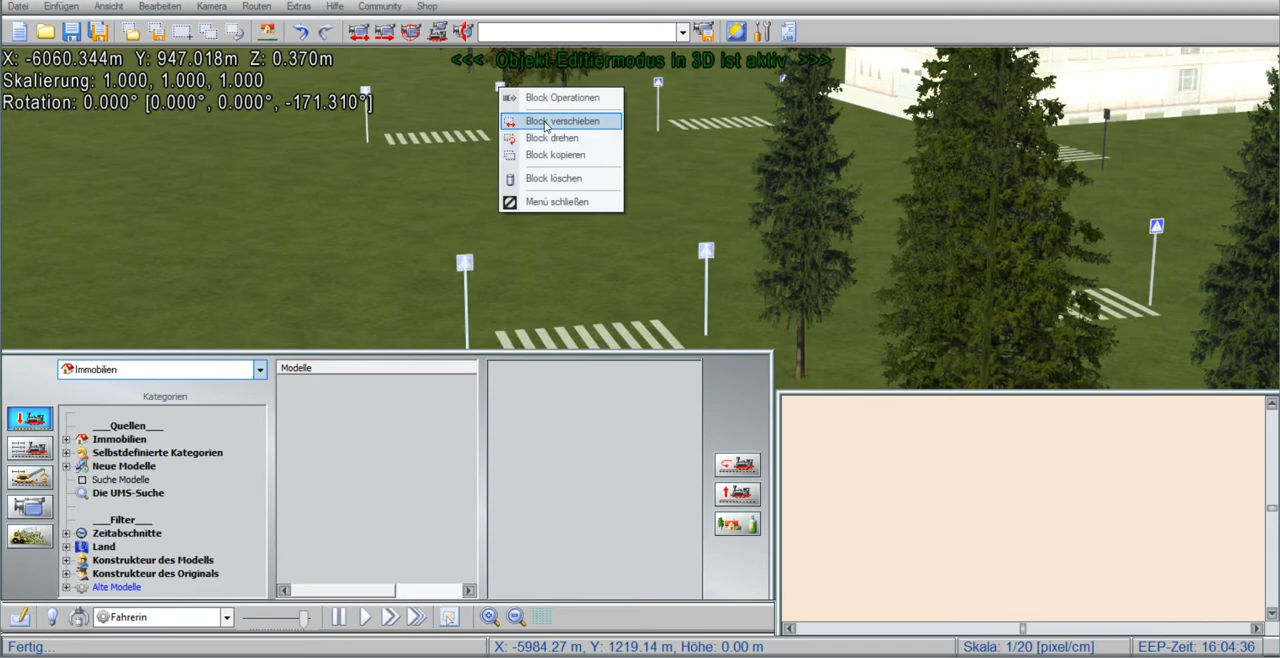 Datei Einfügen Ansicht Bearbeiten Kamera Routen Extras Hilfe Community Shop
X: -6060.344m Y: 947.018m Z: 0.370m
<<< Objekt-Editiermodus in 3D ist aktiv >>>
Skalierung: 1.000, 1.000, 1.000
Rotation: 0.000° [0.000°, 0.000°, -171.310°]
Block Operationen
Block verschieben
Block drehen
Block kopieren
Block löschen
Menü schließen
Immobilien
Modelle
Kategorien
___Quellen___
Immobilien
Selbstdefinierte Kategorien
Neue Modelle
Suche Modelle
Die UMS-Suche
___Filter___
Zeitabschnitte
Land
Konstrukteur des Modells
Konstrukteur des Originals
Alte Modelle
Fahrerin
Fertig...
X: -5984.27 m, Y: 1219.14 m, Höhe: 0.00 m
Skala: 1/20 [pixel/cm]
EEP-Zeit: 16:04:36